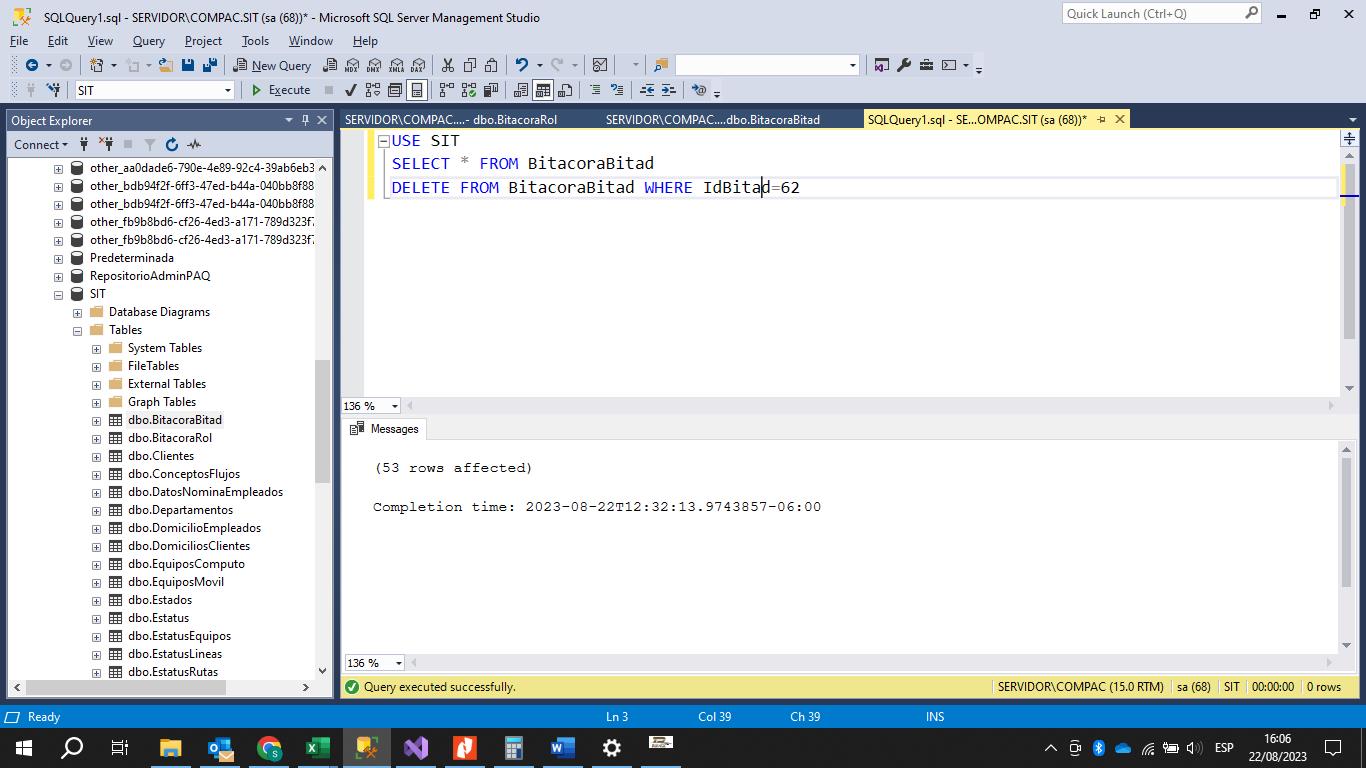 SQLQuery1.sql - SERVIDOR\COMPAC.SIT (sa (68))* - Microsoft SQL Server Management Studio
Quick Launch (Ctrl+Q)
File Edit View Query Project Tools Window Help
New Query MDX DMX XMLA DAX
SIT Execute
Object Explorer
Connect
other_aa0dade6-790e-4e89-92c4-39ab6eb3
other_bdb94f2f-6ff3-47ed-b44a-040bb8f88
other_bdb94f2f-6ff3-47ed-b44a-040bb8f88
other_fb9b8bd6-cf26-4ed3-a171-789d323f7
other_fb9b8bd6-cf26-4ed3-a171-789d323f7
Predeterminada
RepositorioAdminPAQ
SIT
Database Diagrams
Tables
System Tables
FileTables
External Tables
Graph Tables
dbo.BitacoraBitad
dbo.BitacoraRol
dbo.Clientes
dbo.ConceptosFlujos
dbo.DatosNominaEmpleados
dbo.Departamentos
dbo.DomicilioEmpleados
dbo.DomiciliosClientes
dbo.EquiposComputo
dbo.EquiposMovil
dbo.Estados
dbo.Estatus
dbo.EstatusEquipos
dbo.EstatusLineas
dbo.EstatusRutas
SERVIDOR\COMPAC....- dbo.BitacoraRol SERVIDOR\COMPAC....dbo.BitacoraBitad SQLQuery1.sql - SE...OMPAC.SIT (sa (68))*
USE SIT
SELECT * FROM BitacoraBitad
DELETE FROM BitacoraBitad WHERE IdBitad=62
136 %
Messages
(53 rows affected)
Completion time: 2023-08-22T12:32:13.9743857-06:00
136 %
Query executed successfully. SERVIDOR\COMPAC (15.0 RTM) sa (68) SIT 00:00:00 0 rows
Ready Ln 3 Col 39 Ch 39 INS
ESP 16:06
22/08/2023